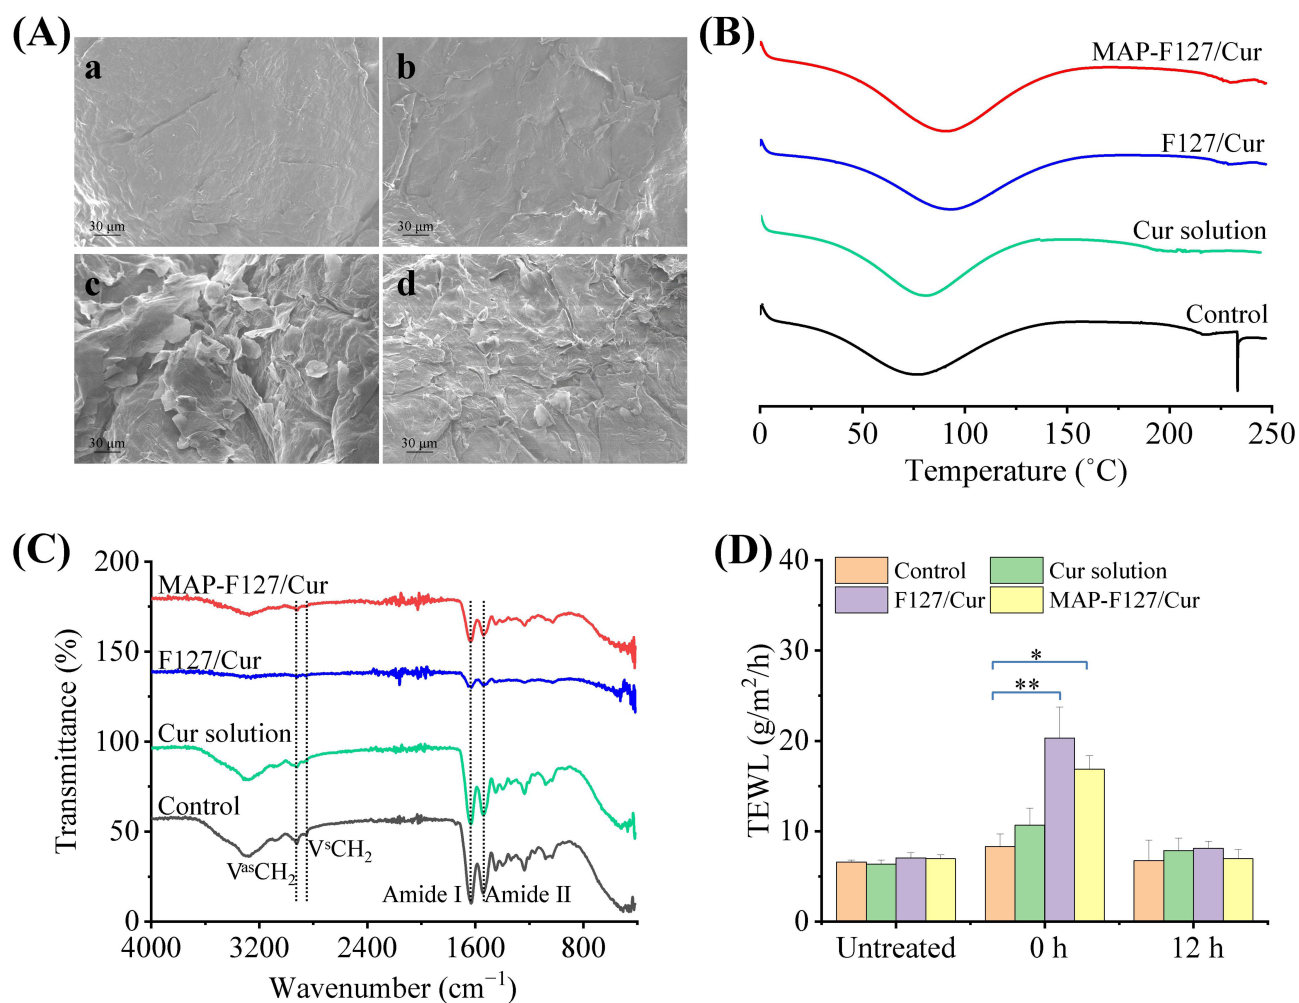 (A)
a
30 μm
b
30 μm
c
30 μm
d
30 μm
(B)
MAP-F127/Cur
F127/Cur
Cur solution
Control
0 50 100 150 200 250
Temperature (°C)
(C)
200
150
100
50
0
Transmittance (%)
MAP-F127/Cur
F127/Cur
Cur solution
Control
VᵃˢCH₂
VˢCH₂
Amide I
Amide II
4000 3200 2400 1600 800
Wavenumber (cm⁻¹)
(D)
40
30
20
10
0
TEWL (g/m²/h)
Control
Cur solution
F127/Cur
MAP-F127/Cur
*
**
Untreated 0 h 12 h